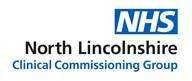 NHS
North Lincolnshire
Clinical Commissioning Group